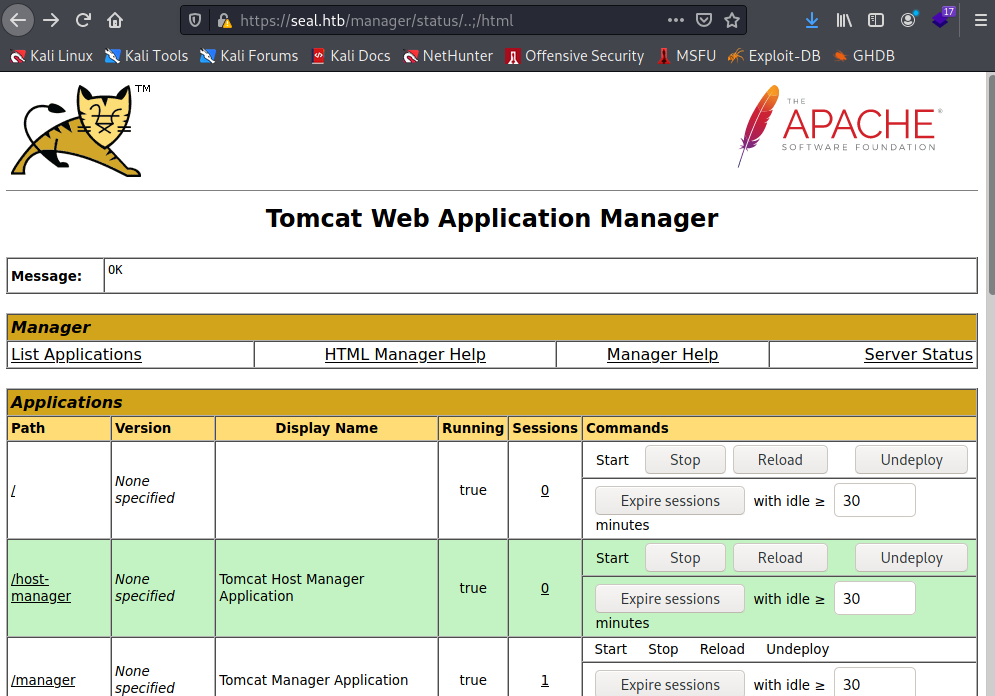 https://seal.htb/manager/status/..;/html
17
Kali Linux Kali Tools Kali Forums Kali Docs NetHunter Offensive Security MSFU Exploit-DB GHDB
TM
THE
APACHE®
SOFTWARE FOUNDATION
Tomcat Web Application Manager
Message: OK
Manager
List Applications HTML Manager Help Manager Help Server Status
Applications
Path Version Display Name Running Sessions Commands
/ None specified true 0 Start Stop Reload Undeploy
Expire sessions with idle ≥ 30
minutes
/host-manager None specified Tomcat Host Manager Application true 0 Start Stop Reload Undeploy
Expire sessions with idle ≥ 30
minutes
/manager None specified Tomcat Manager Application true 1 Start Stop Reload Undeploy
Expire sessions with idle ≥ 30